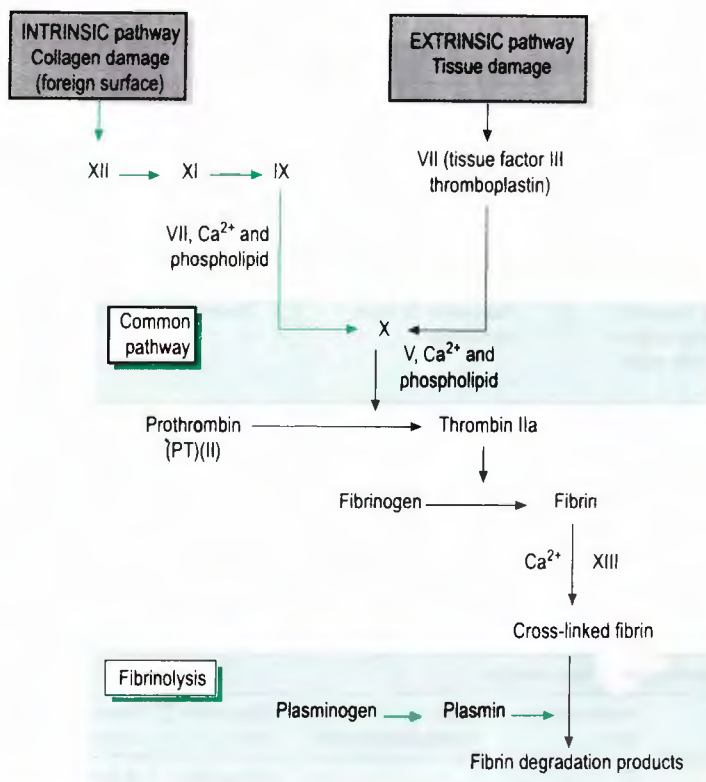 INTRINSIC pathway
Collagen damage
(foreign surface)
EXTRINSIC pathway
Tissue damage
XII
XI
IX
VII (tissue factor III
thromboplastin)
VII, Ca²⁺ and
phospholipid
Common
pathway
X
V, Ca²⁺ and
phospholipid
Prothrombin
(PT)(II)
Thrombin IIa
Fibrinogen
Fibrin
Ca²⁺
XIII
Cross-linked fibrin
Fibrinolysis
Plasminogen
Plasmin
Fibrin degradation products